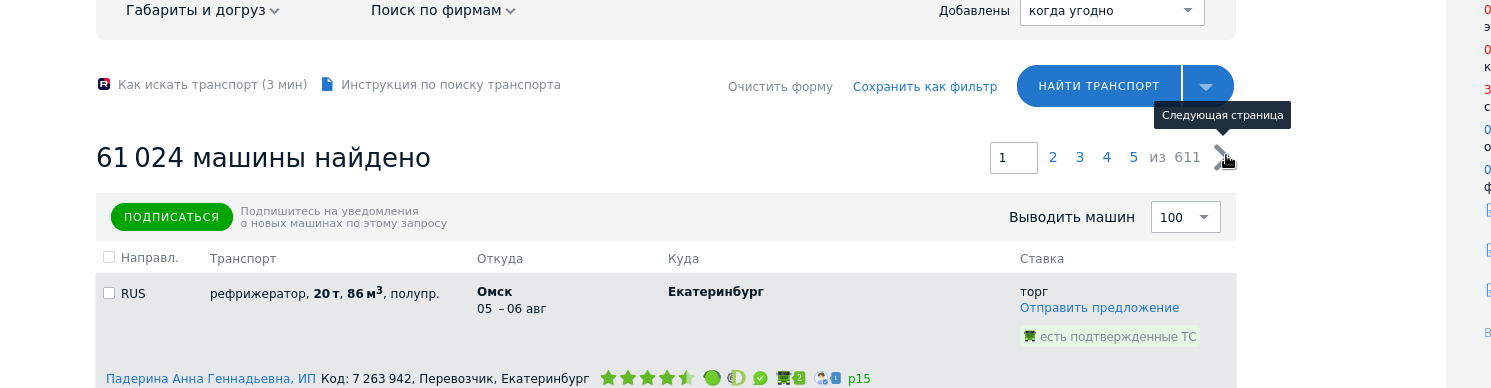 Габариты и догруз
Поиск по фирмам
Добавлены
когда угодно
Как искать транспорт (3 мин)
Инструкция по поиску транспорта
Очистить форму
Сохранить как фильтр
НАЙТИ ТРАНСПОРТ
Следующая страница
61 024 машины найдено
1 2 3 4 5 из 611
ПОДПИСАТЬСЯ
Подпишитесь на уведомления
о новых машинах по этому запросу
Выводить машин
100
Направл. Транспорт Откуда Куда Ставка
RUS рефрижератор, 20 т, 86 м³, полупр. Омск Екатеринбург торг
05 – 06 авг Отправить предложение
есть подтвержденные ТС
Падерина Анна Геннадьевна, ИП Код: 7 263 942, Перевозчик, Екатеринбург 2 1 p15